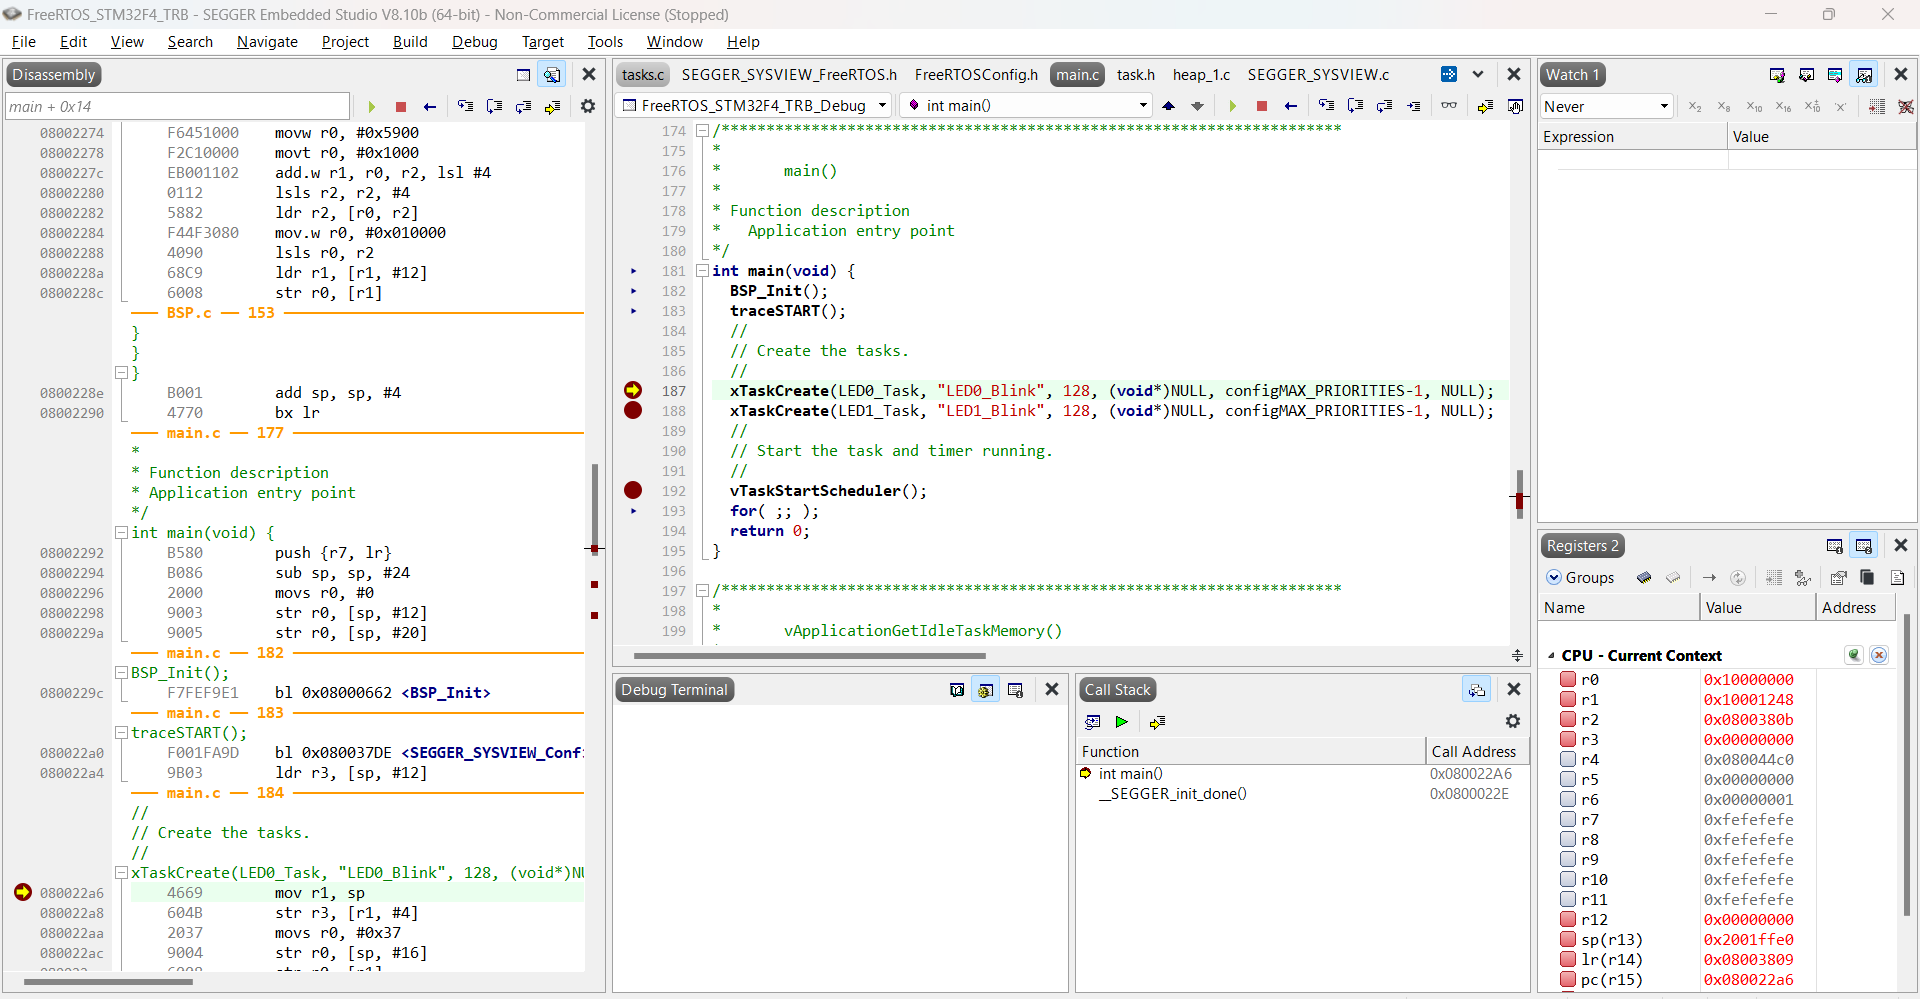 FreeRTOS_STM32F4_TRB - SEGGER Embedded Studio V8.10b (64-bit) - Non-Commercial License (Stopped)
File Edit View Search Navigate Project Build Debug Target Tools Window Help
Disassembly
main + 0x14
08002274 F6451000 movw r0, #0x5900
08002278 F2C10000 movt r0, #0x1000
0800227c EB001102 add.w r1, r0, r2, lsl #4
08002280 0112 lsls r2, r2, #4
08002282 5882 ldr r2, [r0, r2]
08002284 F44F3080 mov.w r0, #0x010000
08002288 4090 lsls r0, r2
0800228a 68C9 ldr r1, [r1, #12]
0800228c 6008 str r0, [r1]
BSP.c — 153
}
}
}
0800228e B001 add sp, sp, #4
08002290 4770 bx lr
main.c — 177
*
* Function description
* Application entry point
*/
int main(void) {
08002292 B580 push {r7, lr}
08002294 B086 sub sp, sp, #24
08002296 2000 movs r0, #0
08002298 9003 str r0, [sp, #12]
0800229a 9005 str r0, [sp, #20]
main.c — 182
BSP_Init();
0800229c F7FEF9E1 bl 0x08000662 <BSP_Init>
main.c — 183
traceSTART();
080022a0 F001FA9D bl 0x080037DE <SEGGER_SYSVIEW_Conf
080022a4 9B03 ldr r3, [sp, #12]
main.c — 184
//
// Create the tasks.
//
xTaskCreate(LED0_Task, "LED0_Blink", 128, (void*)NU
080022a6 4669 mov r1, sp
080022a8 604B str r3, [r1, #4]
080022aa 2037 movs r0, #0x37
080022ac 9004 str r0, [sp, #16]
tasks.c SEGGER_SYSVIEW_FreeRTOS.h FreeRTOSConfig.h main.c task.h heap_1.c SEGGER_SYSVIEW.c
FreeRTOS_STM32F4_TRB_Debug int main()
174 /*********************************************************************
175 *
176 * main()
177 *
178 * Function description
179 * Application entry point
180 */
181 int main(void) {
182 BSP_Init();
183 traceSTART();
184 //
185 // Create the tasks.
186 //
187 xTaskCreate(LED0_Task, "LED0_Blink", 128, (void*)NULL, configMAX_PRIORITIES-1, NULL);
188 xTaskCreate(LED1_Task, "LED1_Blink", 128, (void*)NULL, configMAX_PRIORITIES-1, NULL);
189 //
190 // Start the task and timer running.
191 //
192 vTaskStartScheduler();
193 for( ;; );
194 return 0;
195 }
196
197 /*********************************************************************
198 *
199 * vApplicationGetIdleTaskMemory()
Debug Terminal
Call Stack
Function Call Address
int main() 0x080022A6
__SEGGER_init_done() 0x0800022E
Watch 1
Never
Expression Value
Registers 2
Groups
Name Value Address
CPU - Current Context
r0 0x10000000
r1 0x10001248
r2 0x0800380b
r3 0x00000000
r4 0x080044c0
r5 0x00000000
r6 0x00000001
r7 0xfefefefe
r8 0xfefefefe
r9 0xfefefefe
r10 0xfefefefe
r11 0xfefefefe
r12 0x00000000
sp(r13) 0x2001ffe0
lr(r14) 0x08003809
pc(r15) 0x080022a6